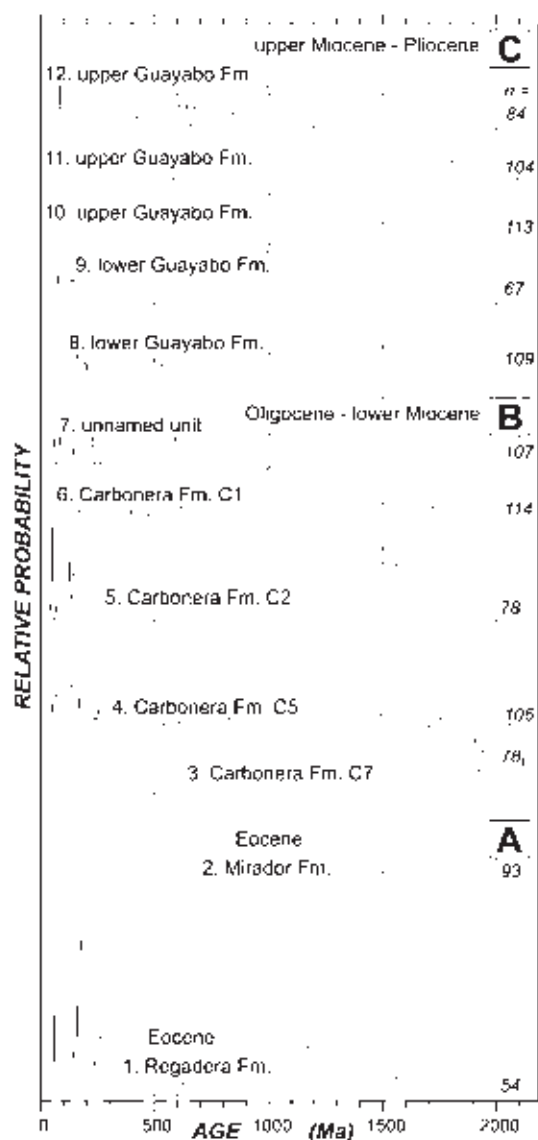 upper Miocene - Pliocene C
12. upper Guayabo Fm
n =
84
11. upper Guayabo Fm.
104
10 upper Guayabo Fm.
113
9. lower Guayabo Fm.
67
8. lower Guayabo Fm.
109
Oligocene - lower Miocene B
7. unnamed unit
107
6. Carbonera Fm. C1
114
5. Carbonera Fm. C2
78
4. Carbonera Fm C5
105
78
3 Carbonera Fm. C7
Eocene A
2. Mirador Fm.
93
Eocene
1. Regadera Fm.
54
0 500 1000 1500 2000
AGE (Ma)
RELATIVE PROBABILITY